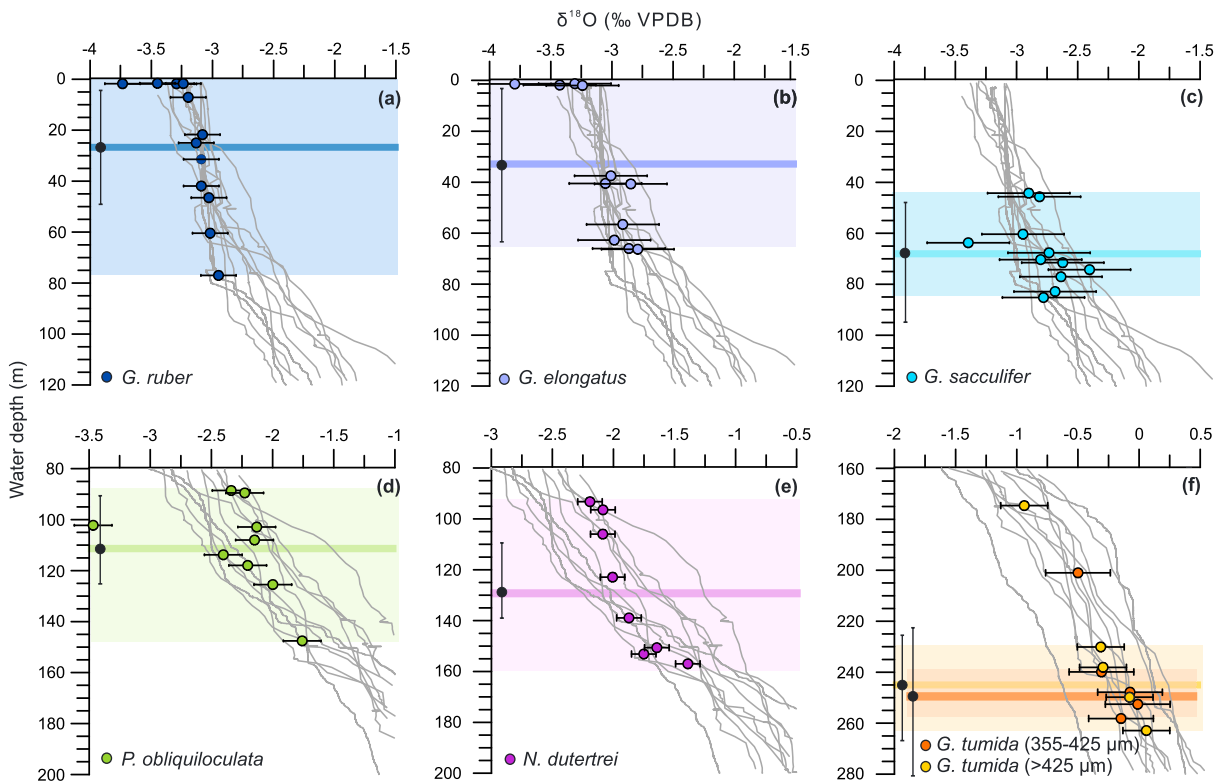 δ¹⁸O (‰ VPDB)
-4 -3.5 -3 -2.5 -2 -1.5
-4 -3.5 -3 -2.5 -2 -1.5
-4 -3.5 -3 -2.5 -2 -1.5
0
20
40
60
80
100
120
(a)
G. ruber
0
20
40
60
80
100
120
(b)
G. elongatus
0
20
40
60
80
100
120
(c)
G. sacculifer
Water depth (m)
-3.5 -3 -2.5 -2 -1.5 -1
-3 -2.5 -2 -1.5 -1 -0.5
-2 -1 -0.5 0 0.5
80
100
120
140
160
180
200
(d)
P. obliquiloculata
80
100
120
140
160
180
200
(e)
N. dutertrei
160
180
200
220
240
260
280
(f)
G. tumida (355-425 µm)
G. tumida (>425 µm)